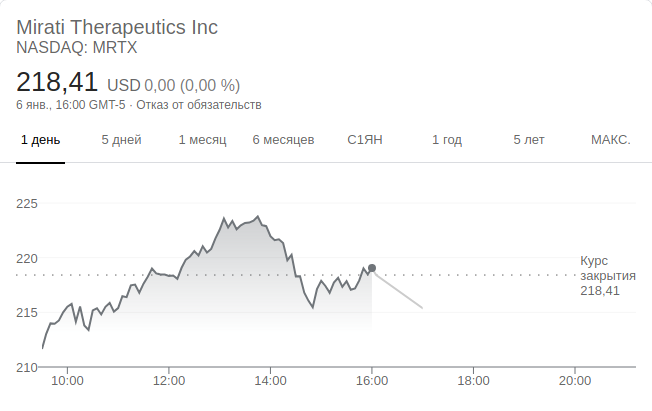 Mirati Therapeutics Inc
NASDAQ: MRTX
218,41 USD 0,00 (0,00 %)
6 янв., 16:00 GMT-5 · Отказ от обязательств
1 день 5 дней 1 месяц 6 месяцев С1ЯН 1 год 5 лет МАКС.
225
220
215
210
Курс
закрытия
218,41
10:00 12:00 14:00 16:00 18:00 20:00